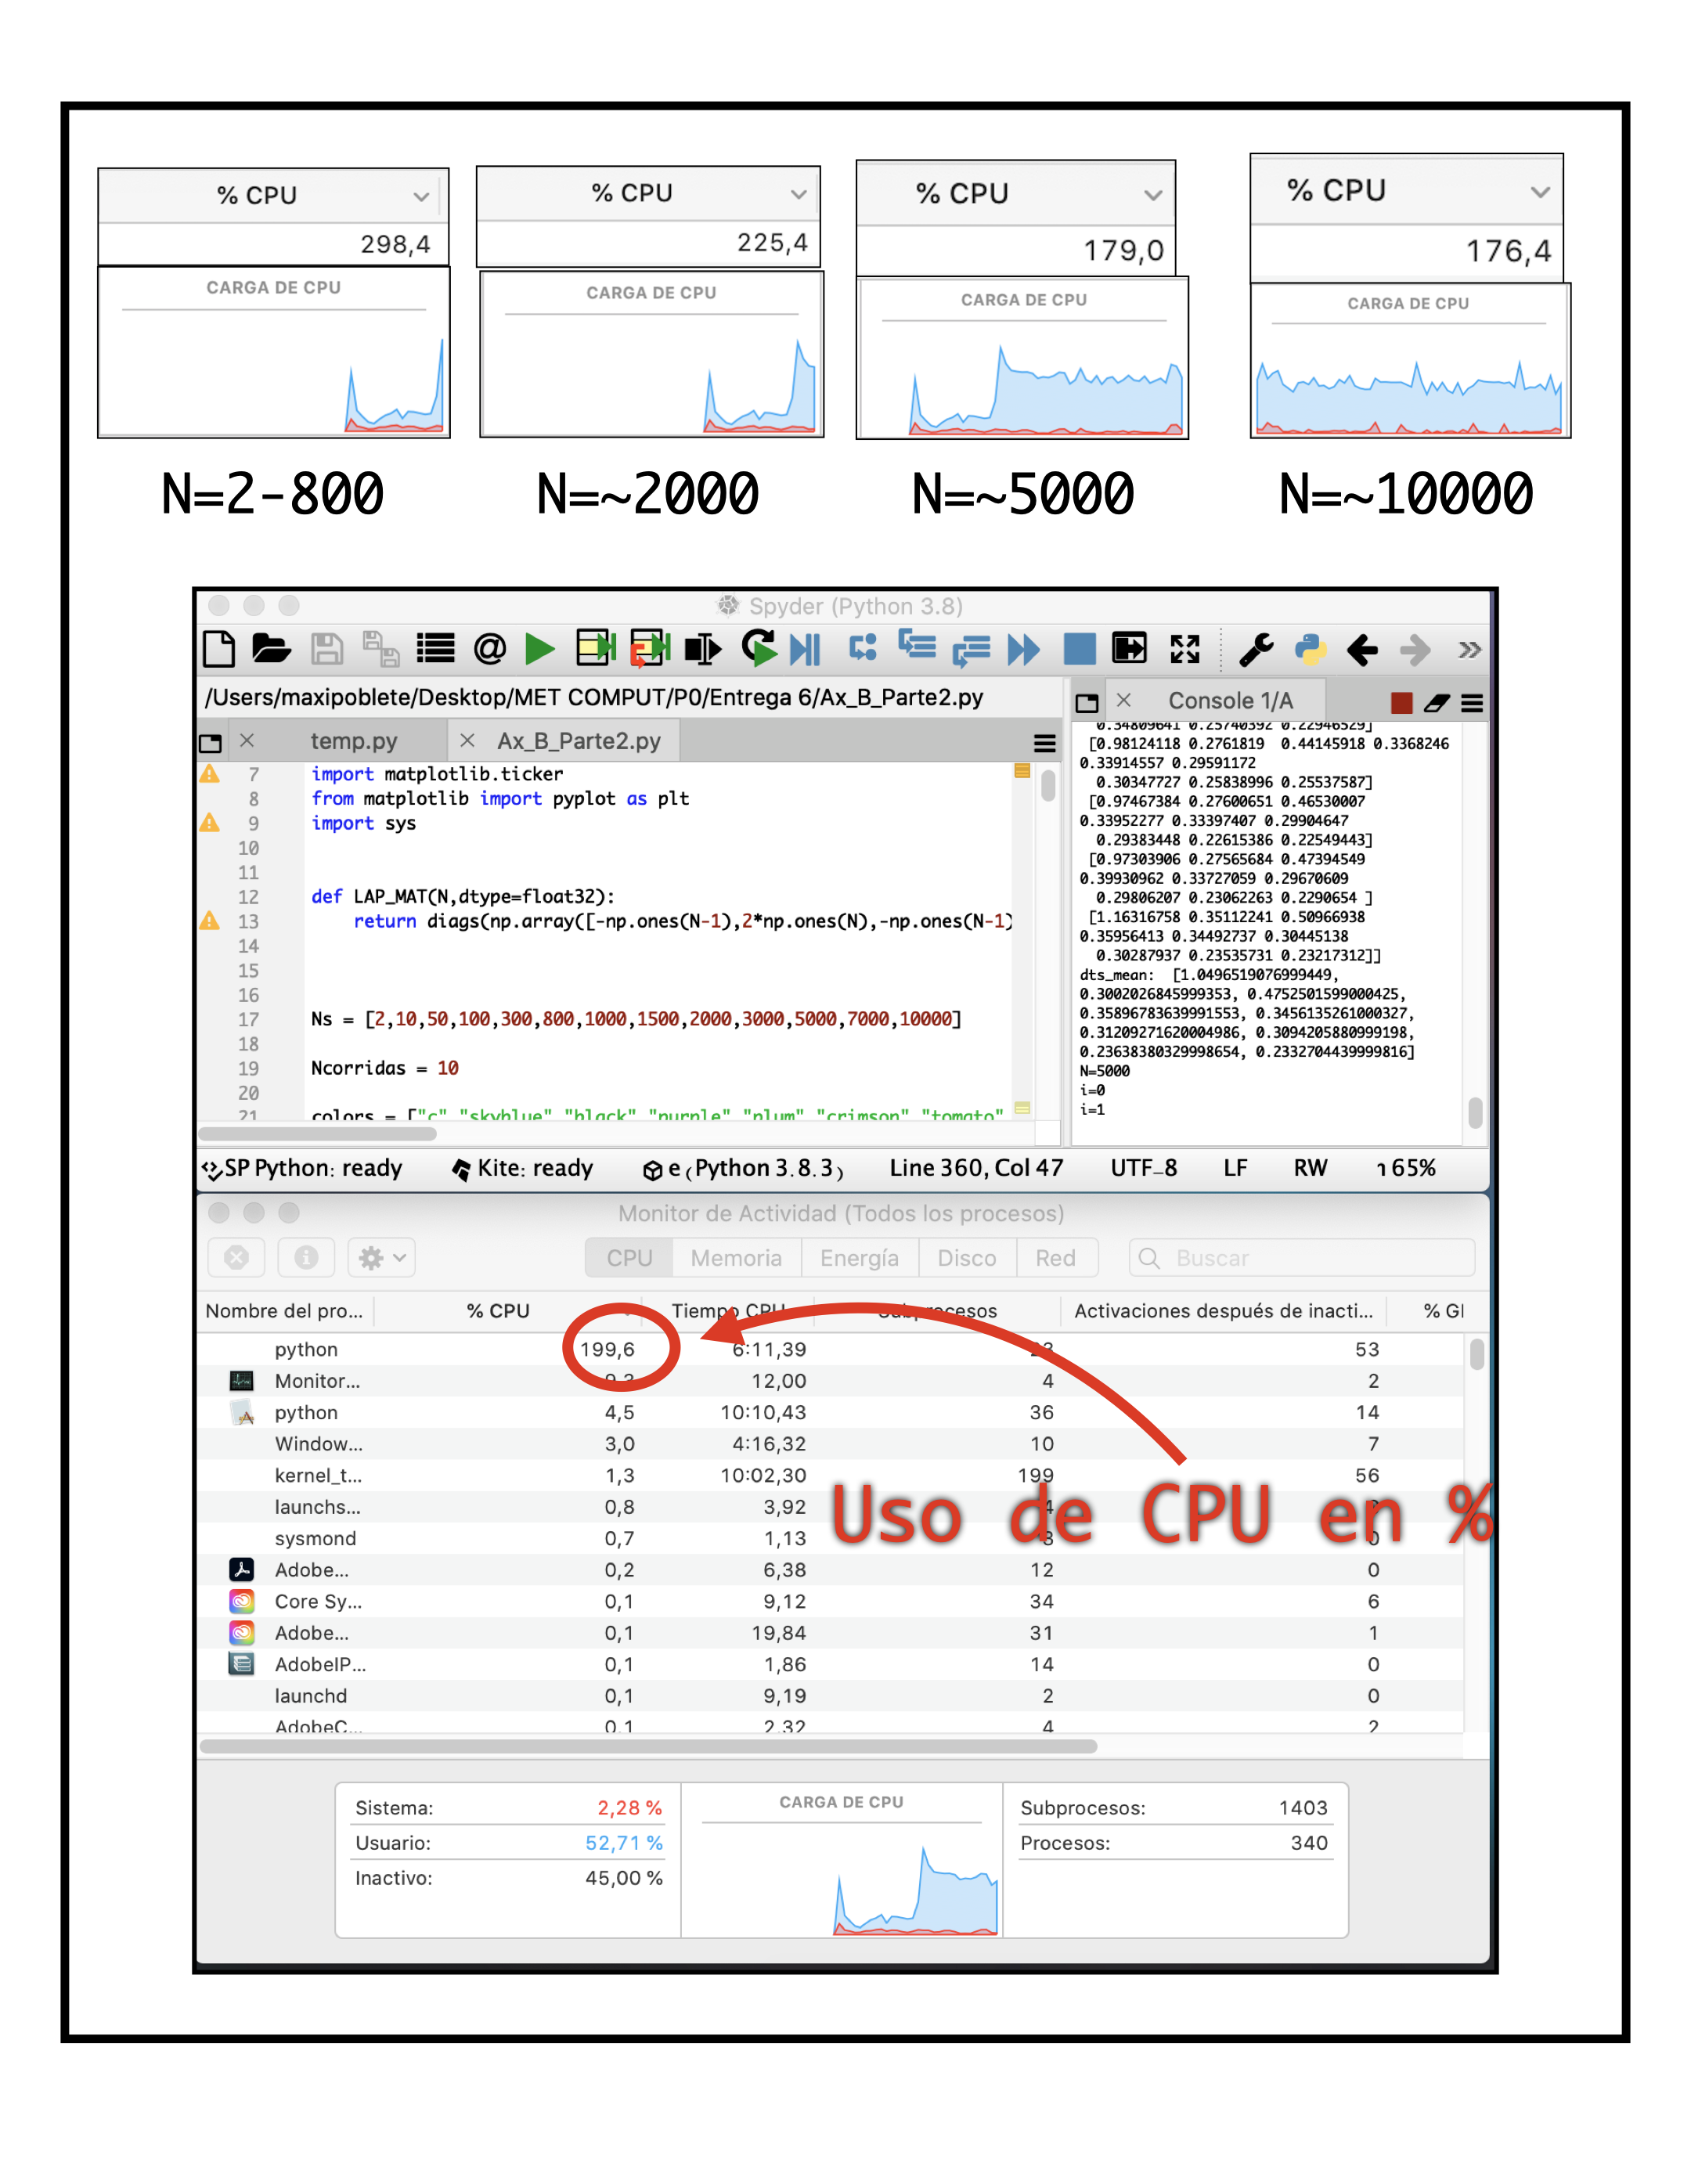 % CPU
298,4
CARGA DE CPU
N=2-800
% CPU
225,4
CARGA DE CPU
N=~2000
% CPU
179,0
CARGA DE CPU
N=~5000
% CPU
176,4
CARGA DE CPU
N=~10000
Spyder (Python 3.8)
/Users/maxipoblete/Desktop/MET COMPUT/P0/Entrega 6/Ax_B_Parte2.py
temp.py
Ax_B_Parte2.py
7 import matplotlib.ticker
8 from matplotlib import pyplot as plt
9 import sys
10
11
12 def LAP_MAT(N,dtype=float32):
13 return diags(np.array([-np.ones(N-1),2*np.ones(N),-np.ones(N-1)
14
15
16
17 Ns = [2,10,50,100,300,800,1000,1500,2000,3000,5000,7000,10000]
18
19 Ncorridas = 10
20
21 colors = ["c" "skyblue" "black" "purple" "plum" "crimson" "tomato"
Console 1/A
0.34809641 0.25740392 0.22946529]
[0.98124118 0.2761819 0.44145918 0.3368246
0.33914557 0.29591172
0.30347727 0.25838996 0.25537587]
[0.97467384 0.27600651 0.46530007
0.33952277 0.33397407 0.29904647
0.29383448 0.22615386 0.22549443]
[0.97303906 0.27565684 0.47394549
0.39930962 0.33727059 0.29670609
0.29806207 0.23062263 0.2290654 ]
[1.16316758 0.35112241 0.50966938
0.35956413 0.34492737 0.30445138
0.30287937 0.23535731 0.23217312]]
dts_mean: [1.0496519076999449,
0.3002026845999353, 0.4752501599000425,
0.35896783639991553, 0.3456135261000327,
0.31209271620004986, 0.3094205880999198,
0.23638380329998654, 0.2332704439999816]
N=5000
i=0
i=1
SP Python: ready
Kite: ready
e (Python 3.8.3)
Line 360, Col 47
UTF-8
LF
RW
65%
Monitor de Actividad (Todos los procesos)
CPU
Memoria
Energía
Disco
Red
Buscar
Nombre del pro... % CPU Tiempo CPU Subprocesos Activaciones después de inacti... % GI
python 199,6 6:11,39 23 53
Monitor... 9,3 12,00 4 2
python 4,5 10:10,43 36 14
Window... 3,0 4:16,32 10 7
kernel_t... 1,3 10:02,30 199 56
launchs... 0,8 3,92 4
sysmond 0,7 1,13 3 0
Uso de CPU en %
Adobe... 0,2 6,38 12 0
Core Sy... 0,1 9,12 34 6
Adobe... 0,1 19,84 31 1
AdobeIP... 0,1 1,86 14 0
launchd 0,1 9,19 2 0
AdobeC... 0,1 2,32 4 2
Sistema: 2,28 %
Usuario: 52,71 %
Inactivo: 45,00 %
CARGA DE CPU
Subprocesos: 1403
Procesos: 340